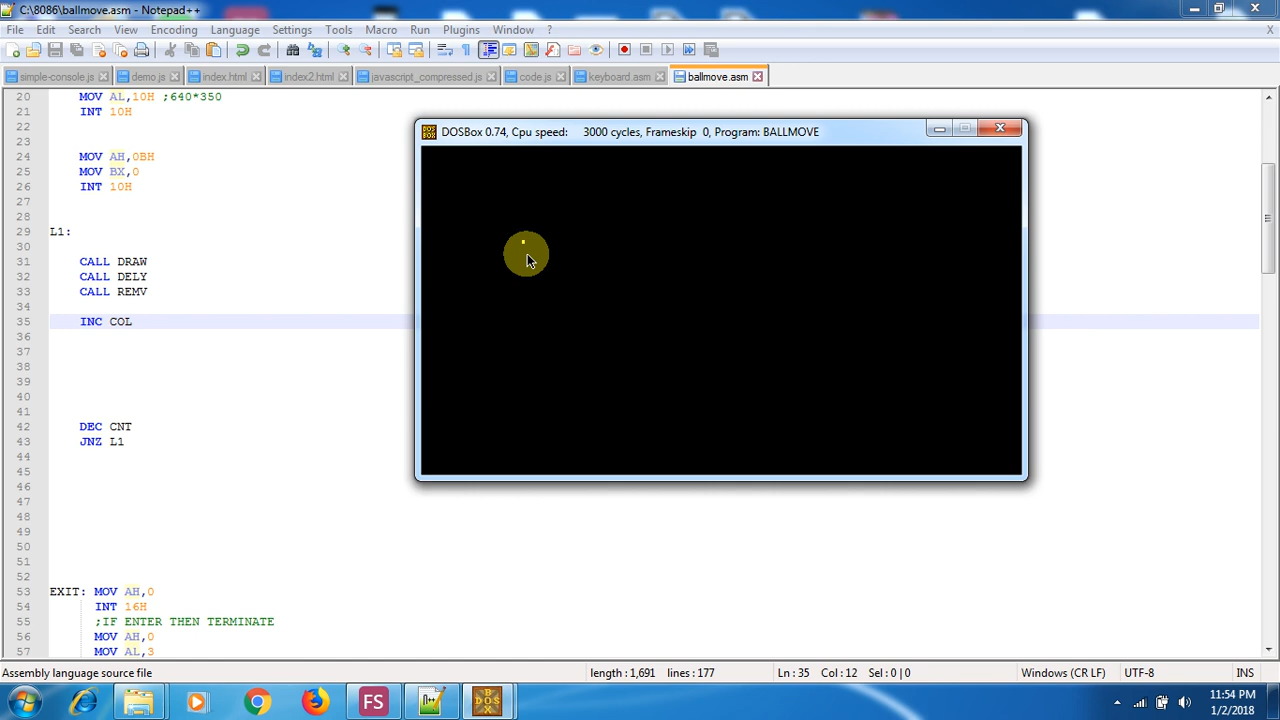 C:\8086\ballmove.asm - Notepad++
File Edit Search View Encoding Language Settings Tools Macro Run Plugins Window ? X
simple-console.js demo.js index.html index2.html javascript_compressed.js code.js keyboard.asm ballmove.asm
20 MOV AL,10H ;640*350
21 INT 10H
22
23
24 MOV AH,0BH
25 MOV BX,0
26 INT 10H
27
28
29 L1:
30
31 CALL DRAW
32 CALL DELY
33 CALL REMV
34
35 INC COL
36
37
38
39
40
41
42 DEC CNT
43 JNZ L1
44
45
46
47
48
49
50
51
52
53 EXIT: MOV AH,0
54 INT 16H
55 ;IF ENTER THEN TERMINATE
56 MOV AH,0
57 MOV AL,3
DOSBox 0.74, Cpu speed: 3000 cycles, Frameskip 0, Program: BALLMOVE
Assembly language source file length : 1,691 lines : 177 Ln : 35 Col : 12 Sel : 0 | 0 Windows (CR LF) UTF-8 INS
FS
11:54 PM
1/2/2018